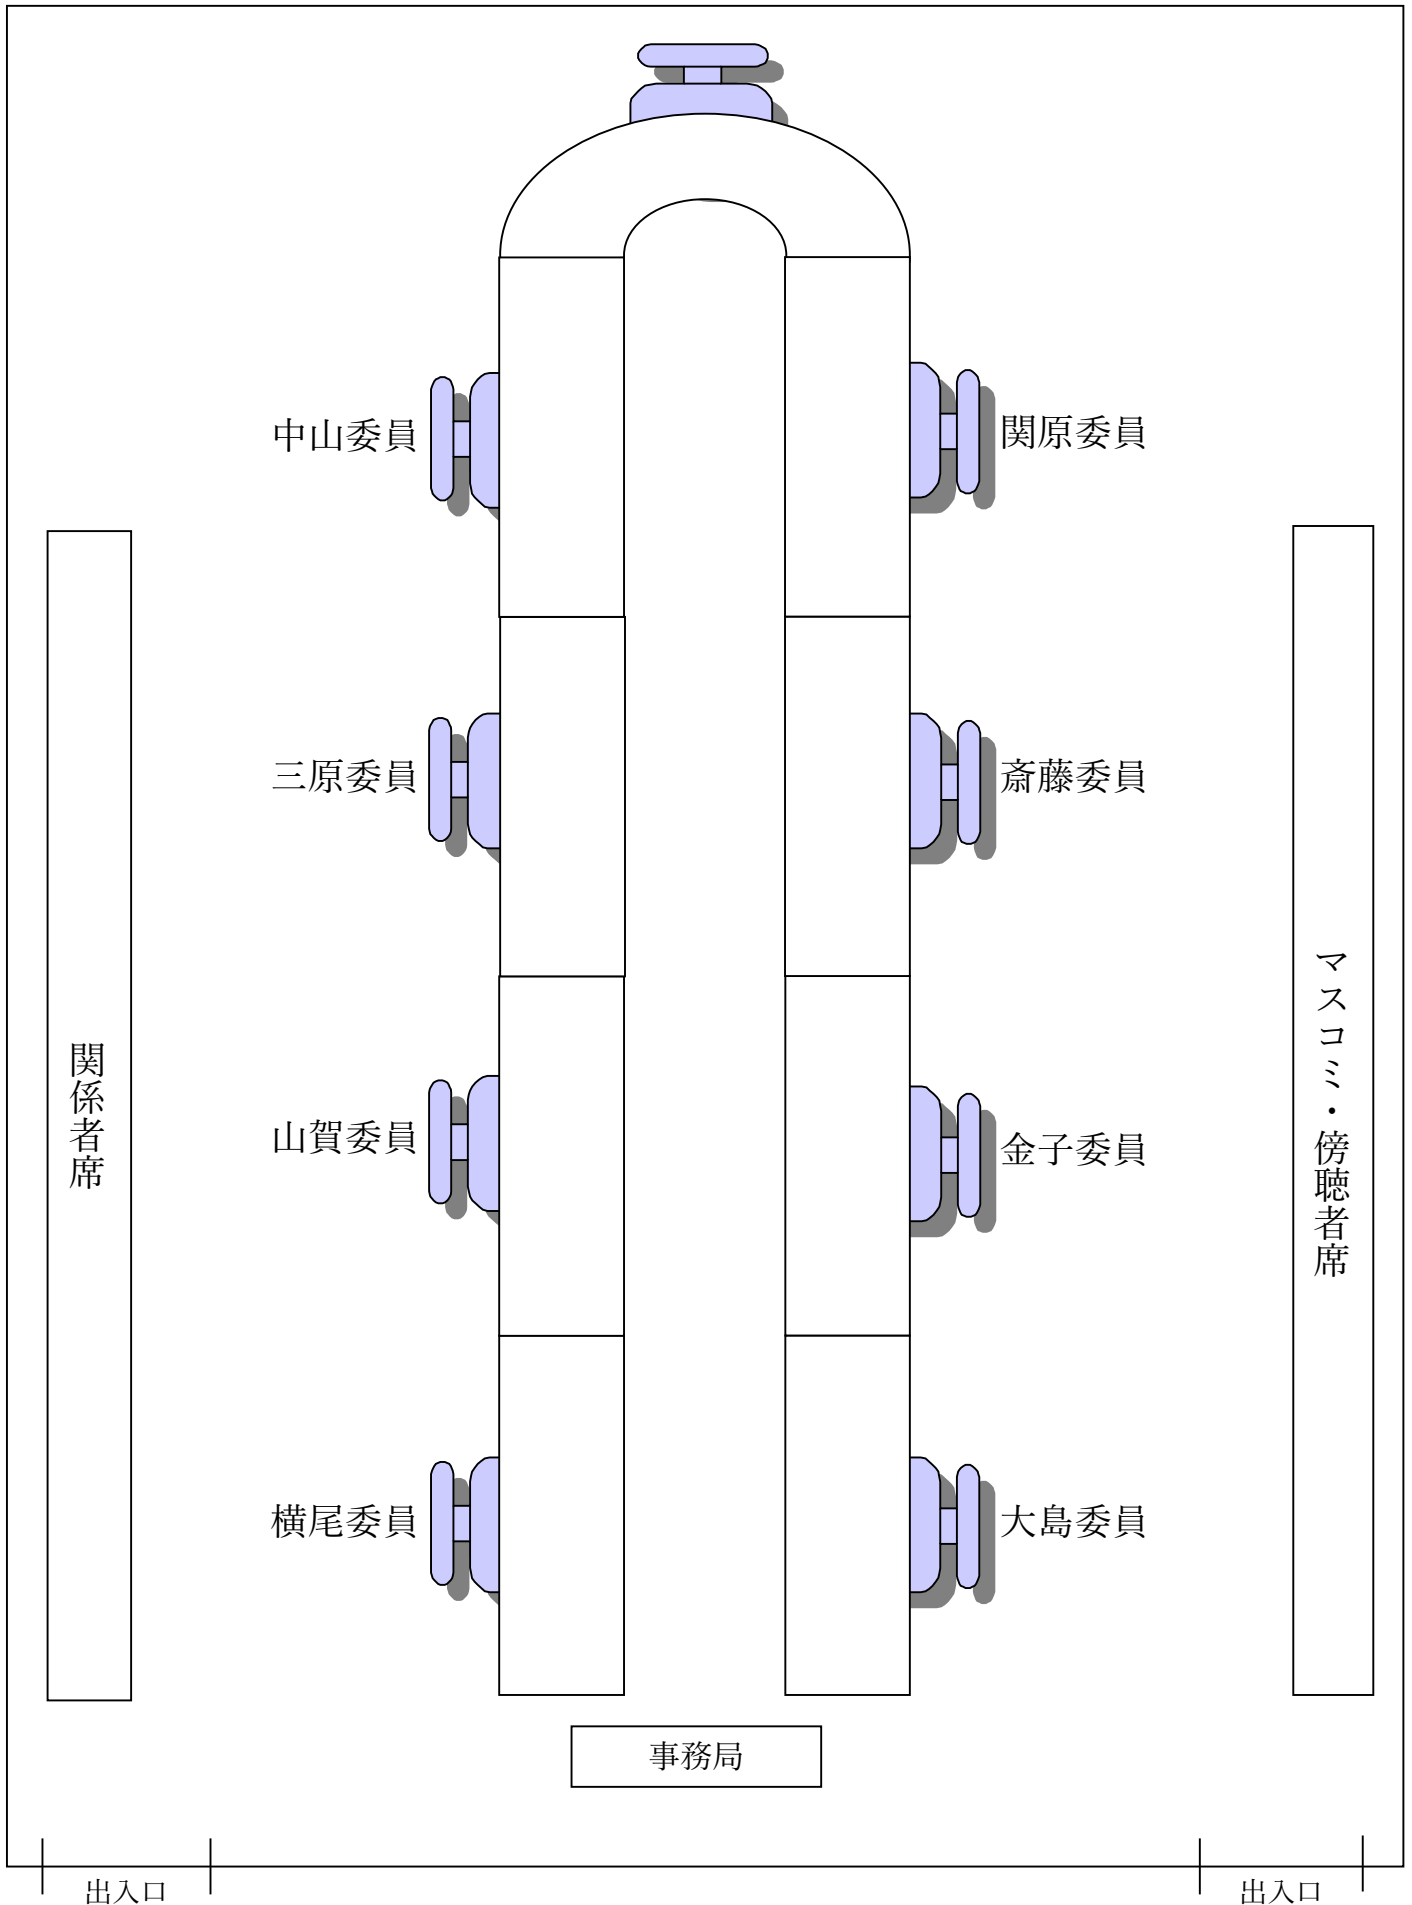 中山委員
関原委員
三原委員
斎藤委員
山賀委員
金子委員
横尾委員
大島委員
関係者席
マスコミ・傍聴者席
事務局
出入口
出入口